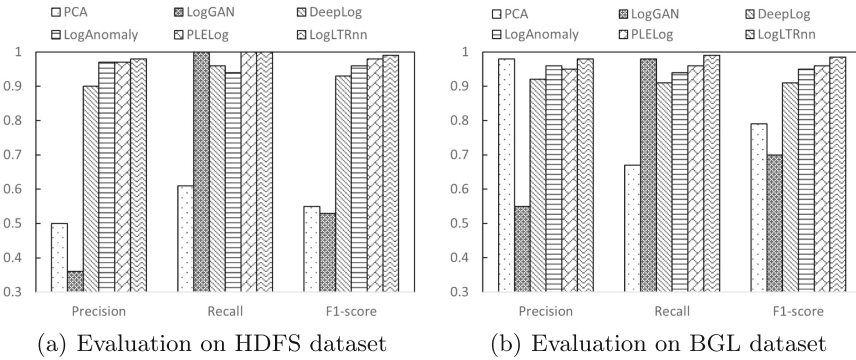 PCA LogGAN DeepLog
LogAnomaly PLELog LogLTRnn
1
0.9
0.8
0.7
0.6
0.5
0.4
0.3
Precision Recall F1-score
(a) Evaluation on HDFS dataset
PCA LogGAN DeepLog
LogAnomaly PLELog LogLTRnn
1
0.9
0.8
0.7
0.6
0.5
0.4
0.3
Precision Recall F1-score
(b) Evaluation on BGL dataset